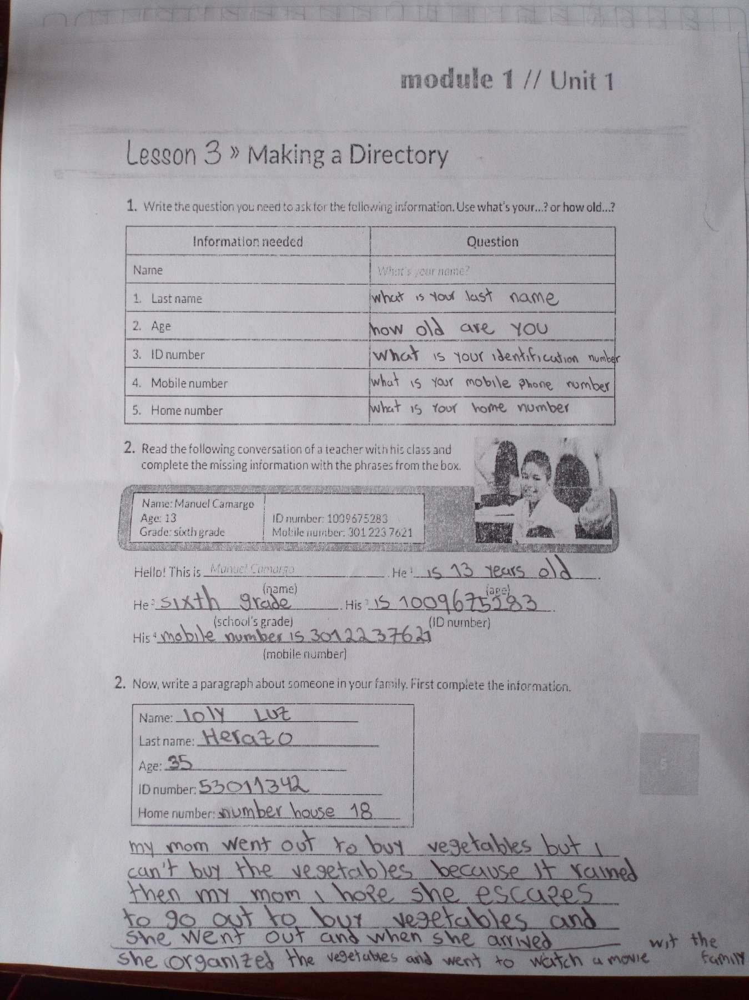 module 1 // Unit 1
Lesson 3 » Making a Directory
1. Write the question you need to ask for the following information. Use what's your...? or how old...?
Information needed Question
Name What's your name?
1. Last name what is your last name
2. Age how old are you
3. ID number what is your identification number
4. Mobile number what is your mobile phone number
5. Home number what is your home number
2. Read the following conversation of a teacher with his class and
complete the missing information with the phrases from the box.
Name: Manuel Camargo
Age: 13 ID number: 1009675283
Grade: sixth grade Mobile number: 301 223 7621
Hello! This is Manuel Camargo. He 1 is 13 years old.
(name) (age)
He 2 sixth grade. His 3 is 1009675283.
(school's grade) (ID number)
His 4 mobile number is 3012237621
(mobile number)
2. Now, write a paragraph about someone in your family. First complete the information.
Name: loly Luz
Last name: Herazo
Age: 35
ID number: 53011342
Home number: number house 18
5
my mom went out to buy vegetables but i
can't buy the vegetables because it rained
then my mom i hope she escapes
to go out to buy vegetables and
she went out and when she arrived
she organized the vegetables and went to watch a movie wit the
family